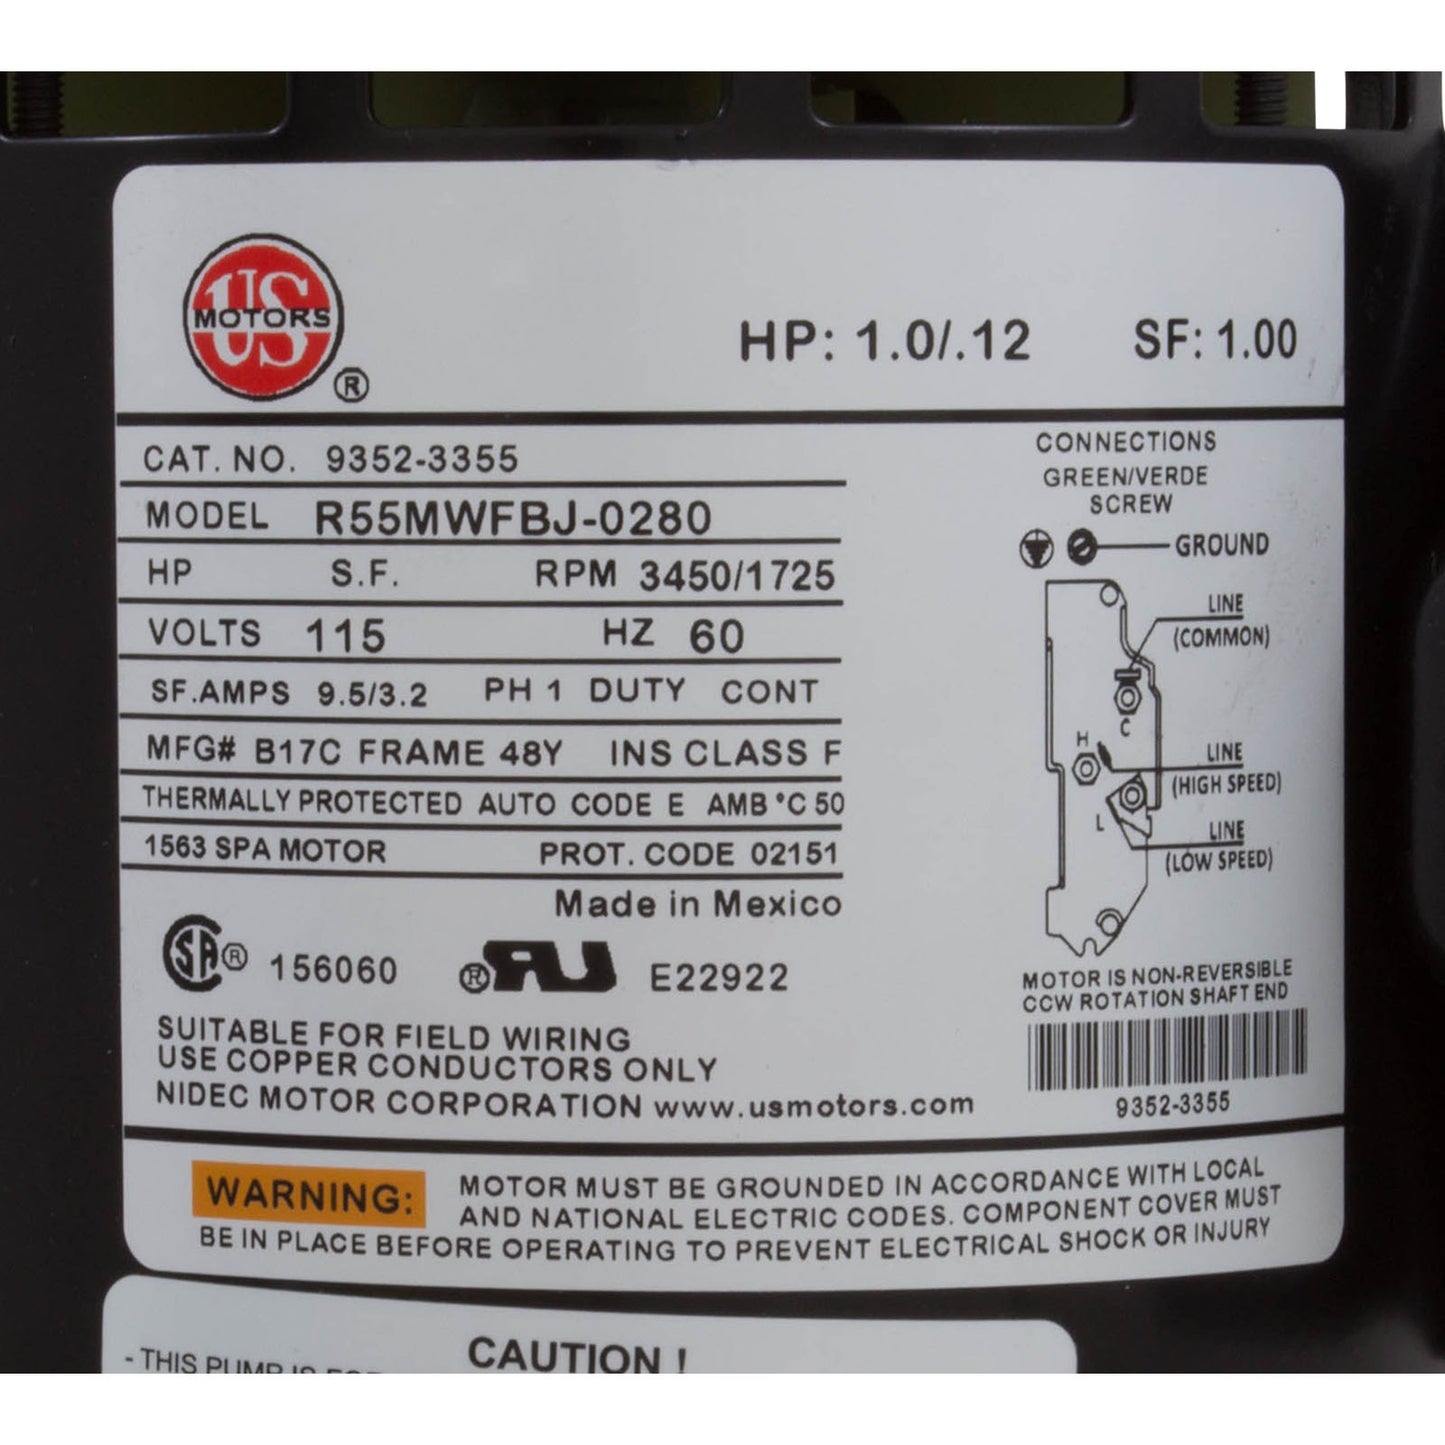 US
MOTORS
®
HP: 1.0/.12 SF: 1.00
CAT. NO. 9352-3355
MODEL R55MWFBJ-0280
HP S.F. RPM 3450/1725
VOLTS 115 HZ 60
SF.AMPS 9.5/3.2 PH 1 DUTY CONT
MFG# B17C FRAME 48Y INS CLASS F
THERMALLY PROTECTED AUTO CODE E AMB °C 50
1563 SPA MOTOR PROT. CODE 02151
Made in Mexico
SA ® 156060 ® RU E22922
SUITABLE FOR FIELD WIRING
USE COPPER CONDUCTORS ONLY
NIDEC MOTOR CORPORATION www.usmotors.com
CONNECTIONS
GREEN/VERDE
SCREW
GROUND
LINE
(COMMON)
C
H
LINE
(HIGH SPEED)
L
LINE
(LOW SPEED)
MOTOR IS NON-REVERSIBLE
CCW ROTATION SHAFT END
9352-3355
WARNING: MOTOR MUST BE GROUNDED IN ACCORDANCE WITH LOCAL
AND NATIONAL ELECTRIC CODES. COMPONENT COVER MUST
BE IN PLACE BEFORE OPERATING TO PREVENT ELECTRICAL SHOCK OR INJURY
CAUTION !
- THIS PUMP IS